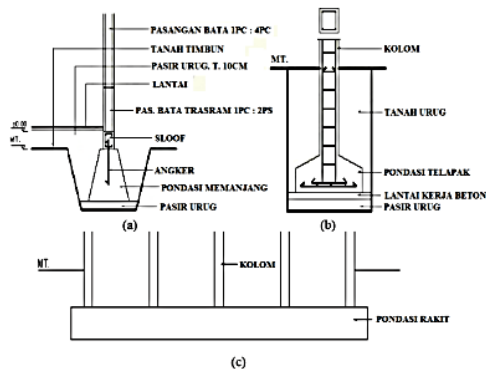 PASANGAN BATA 1PC : 4PC
TANAH TIMBUN
PASIR URUG. T. 10CM
LANTAI
PAS. BATA TRASRAM 1PC : 2PS
±0.00
MT.
SLOOF
ANGKER
PONDASI MEMANJANG
PASIR URUG
(a)
KOLOM
MT.
TANAH URUG
PONDASI TELAPAK
LANTAI KERJA BETON
PASIR URUG
(b)
MT.
KOLOM
PONDASI RAKIT
(c)